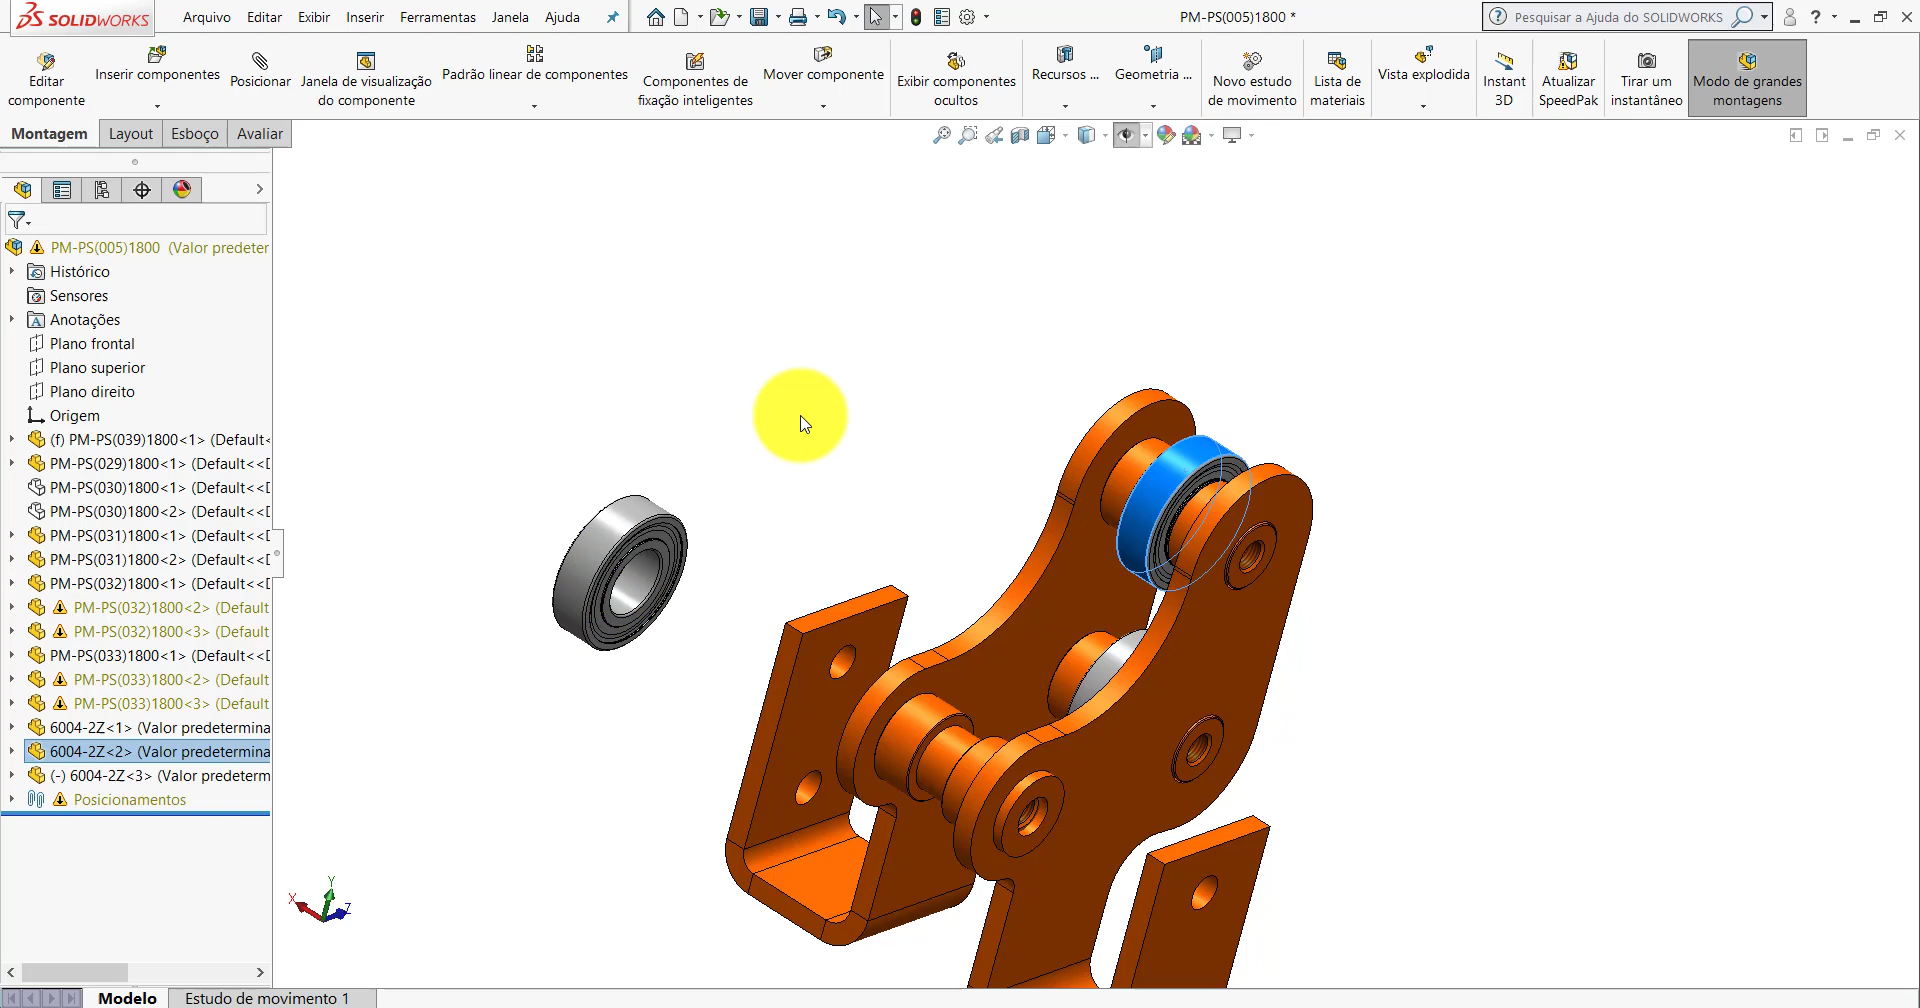 SOLIDWORKS
Arquivo
Editar
Exibir
Inserir
Ferramentas
Janela
Ajuda
PM-PS(005)1800 *
Pesquisar a Ajuda do SOLIDWORKS
?
Editar
componente
Inserir componentes
Posicionar
Janela de visualização
do componente
Padrão linear de componentes
Componentes de
fixação inteligentes
Mover componente
Exibir componentes
ocultos
Recursos ...
Geometria ...
Novo estudo
de movimento
Lista de
materiais
Vista explodida
Instant
3D
Atualizar
SpeedPak
Tirar um
instantâneo
Modo de grandes
montagens
Montagem
Layout
Esboço
Avaliar
PM-PS(005)1800 (Valor predeter
Histórico
Sensores
Anotações
Plano frontal
Plano superior
Plano direito
Origem
(f) PM-PS(039)1800<1> (Default<
PM-PS(029)1800<1> (Default<<D
PM-PS(030)1800<1> (Default<<D
PM-PS(030)1800<2> (Default<<D
PM-PS(031)1800<1> (Default<<D
PM-PS(031)1800<2> (Default<<D
PM-PS(032)1800<1> (Default<<D
PM-PS(032)1800<2> (Default
PM-PS(032)1800<3> (Default
PM-PS(033)1800<1> (Default<<D
PM-PS(033)1800<2> (Default
PM-PS(033)1800<3> (Default
6004-2Z<1> (Valor predetermina
6004-2Z<2> (Valor predetermina
(-) 6004-2Z<3> (Valor predeterm
Posicionamentos
X
Y
Z
Modelo
Estudo de movimento 1